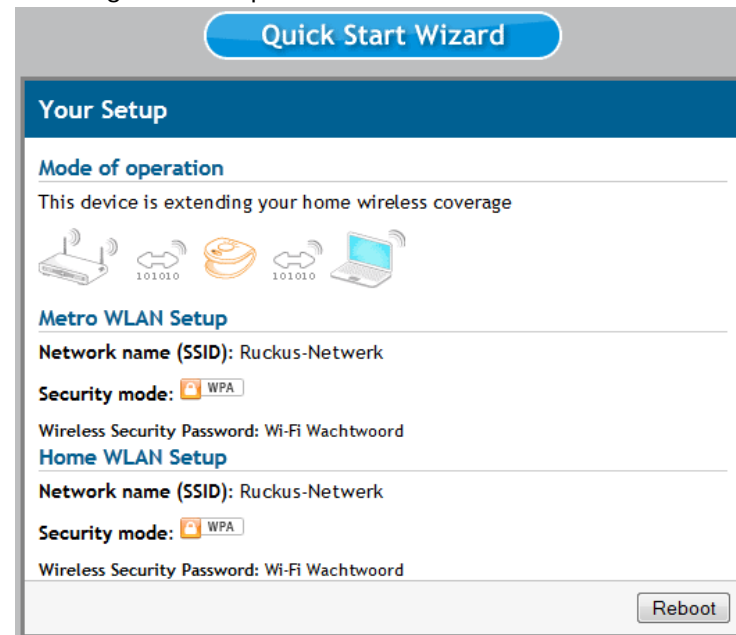 Quick Start Wizard
Your Setup
Mode of operation
This device is extending your home wireless coverage
101010 101010
Metro WLAN Setup
Network name (SSID): Ruckus-Netwerk
Security mode: WPA
Wireless Security Password: Wi-Fi Wachtwoord
Home WLAN Setup
Network name (SSID): Ruckus-Netwerk
Security mode: WPA
Wireless Security Password: Wi-Fi Wachtwoord
Reboot